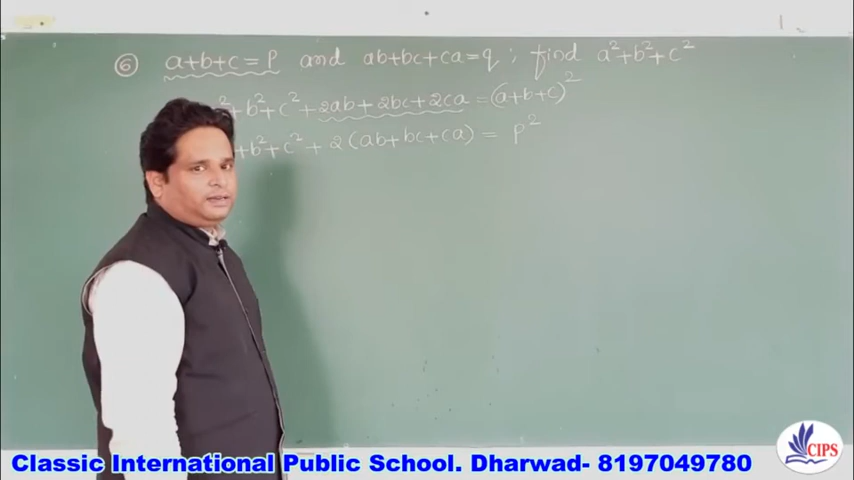 ⑥ a+b+c=p and ab+bc+ca=q ; find a²+b²+c²
²+b²+c²+2ab+2bc+2ca=(a+b+c)²
+b²+c²+2(ab+bc+ca) = p²
CIPS
Classic International Public School. Dharwad- 8197049780